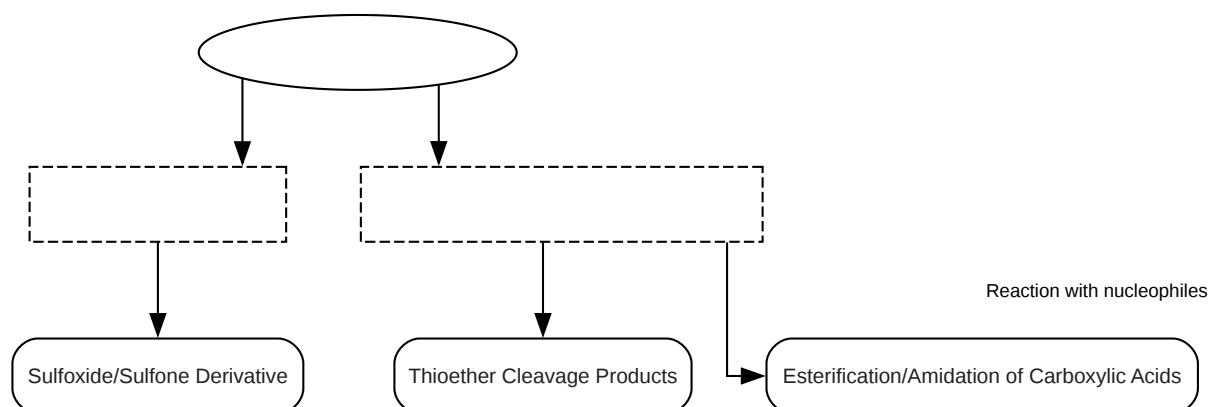 Reaction with nucleophiles
Sulfoxide/Sulfone Derivative
Thioether Cleavage Products
Esterification/Amidation of Carboxylic Acids